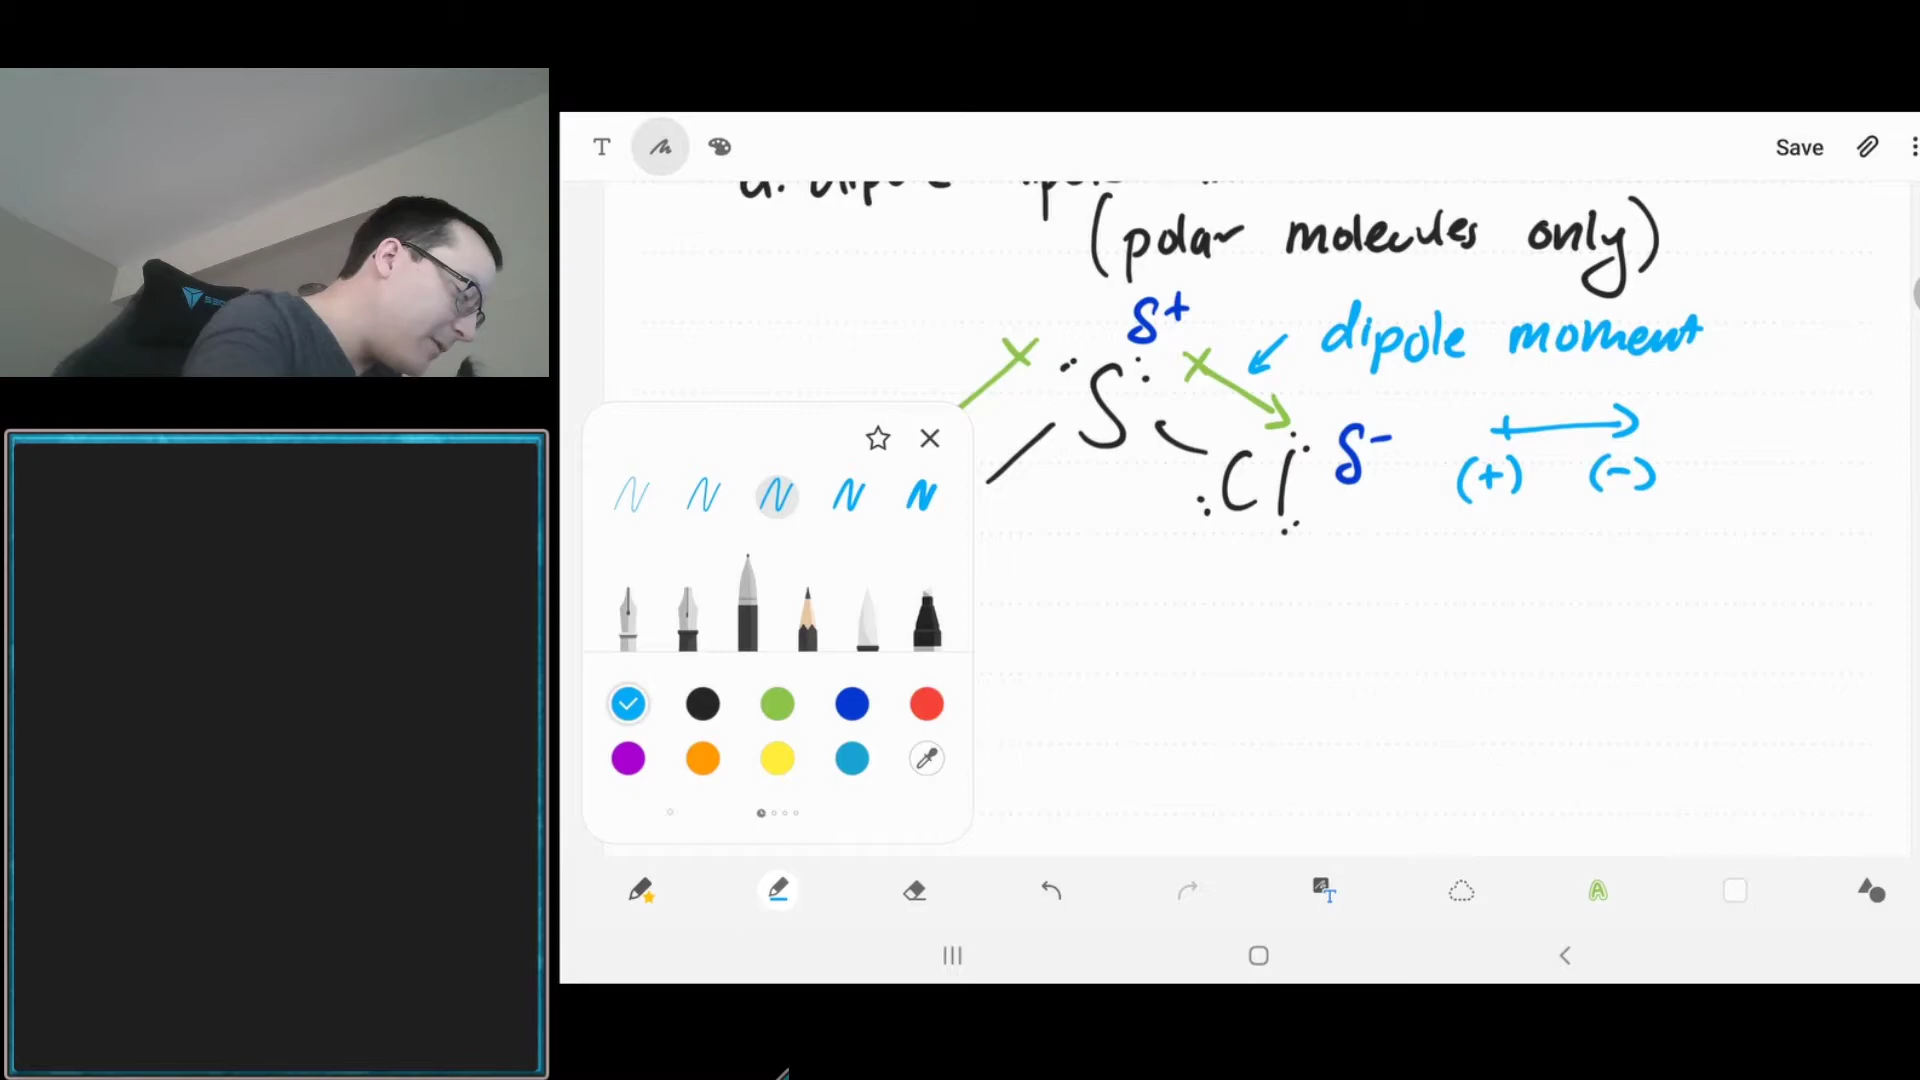 T Save
(polar molecules only)
δ+ dipole moment
S
Cl δ-
(+) (-)